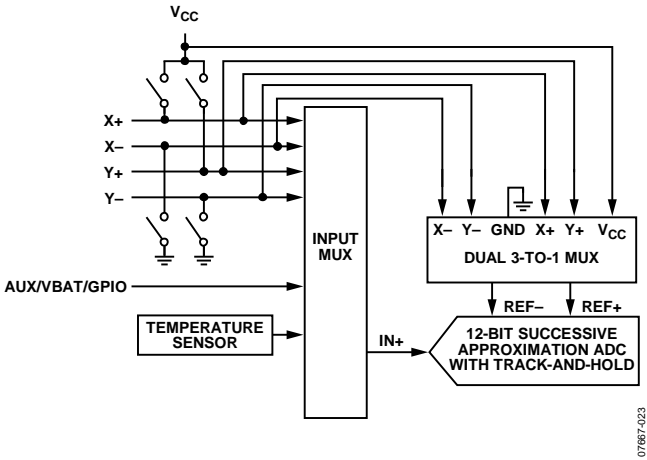 VCC
X+
X–
Y+
Y–
AUX/VBAT/GPIO
TEMPERATURE
SENSOR
INPUT
MUX
X– Y– GND X+ Y+ VCC
DUAL 3-TO-1 MUX
REF– REF+
IN+
12-BIT SUCCESSIVE
APPROXIMATION ADC
WITH TRACK-AND-HOLD
07667-023